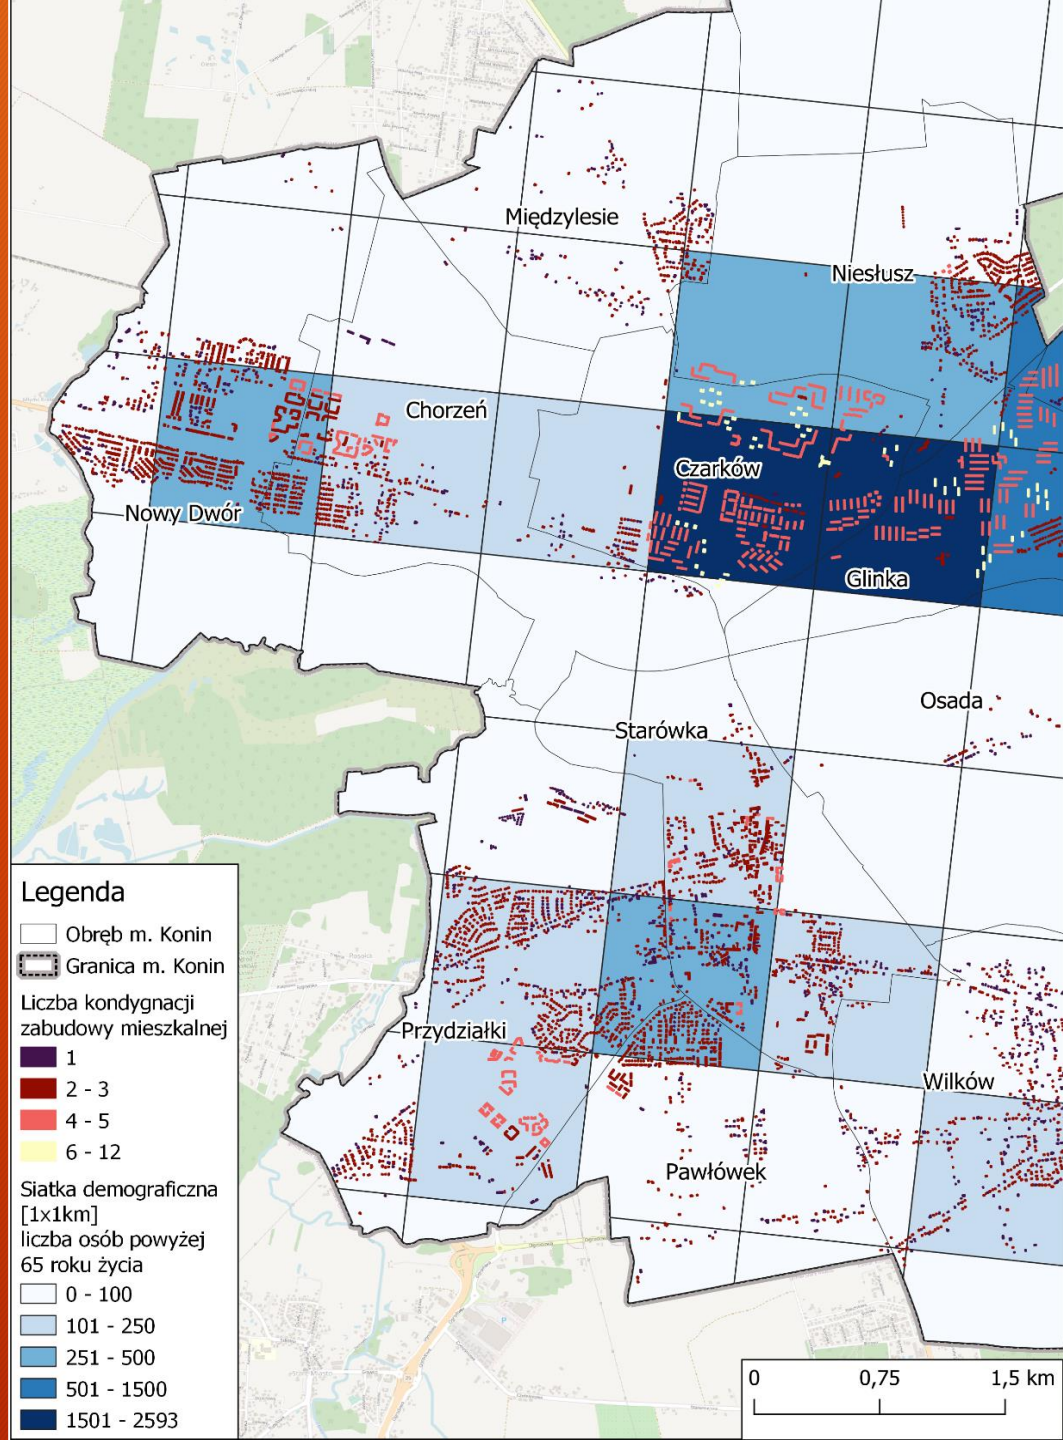 Międzylesie
Niesłusz
Chorzeń
Czarków
Nowy Dwór
Glinka
Osada
Starówka
Przydziałki
Wilków
Pawłówek
Legenda
Obręb m. Konin
Granica m. Konin
Liczba kondygnacji
zabudowy mieszkalnej
1
2 - 3
4 - 5
6 - 12
Siatka demograficzna
[1x1km]
liczba osób powyżej
65 roku życia
0 - 100
101 - 250
251 - 500
501 - 1500
1501 - 2593
0 0,75 1,5 km